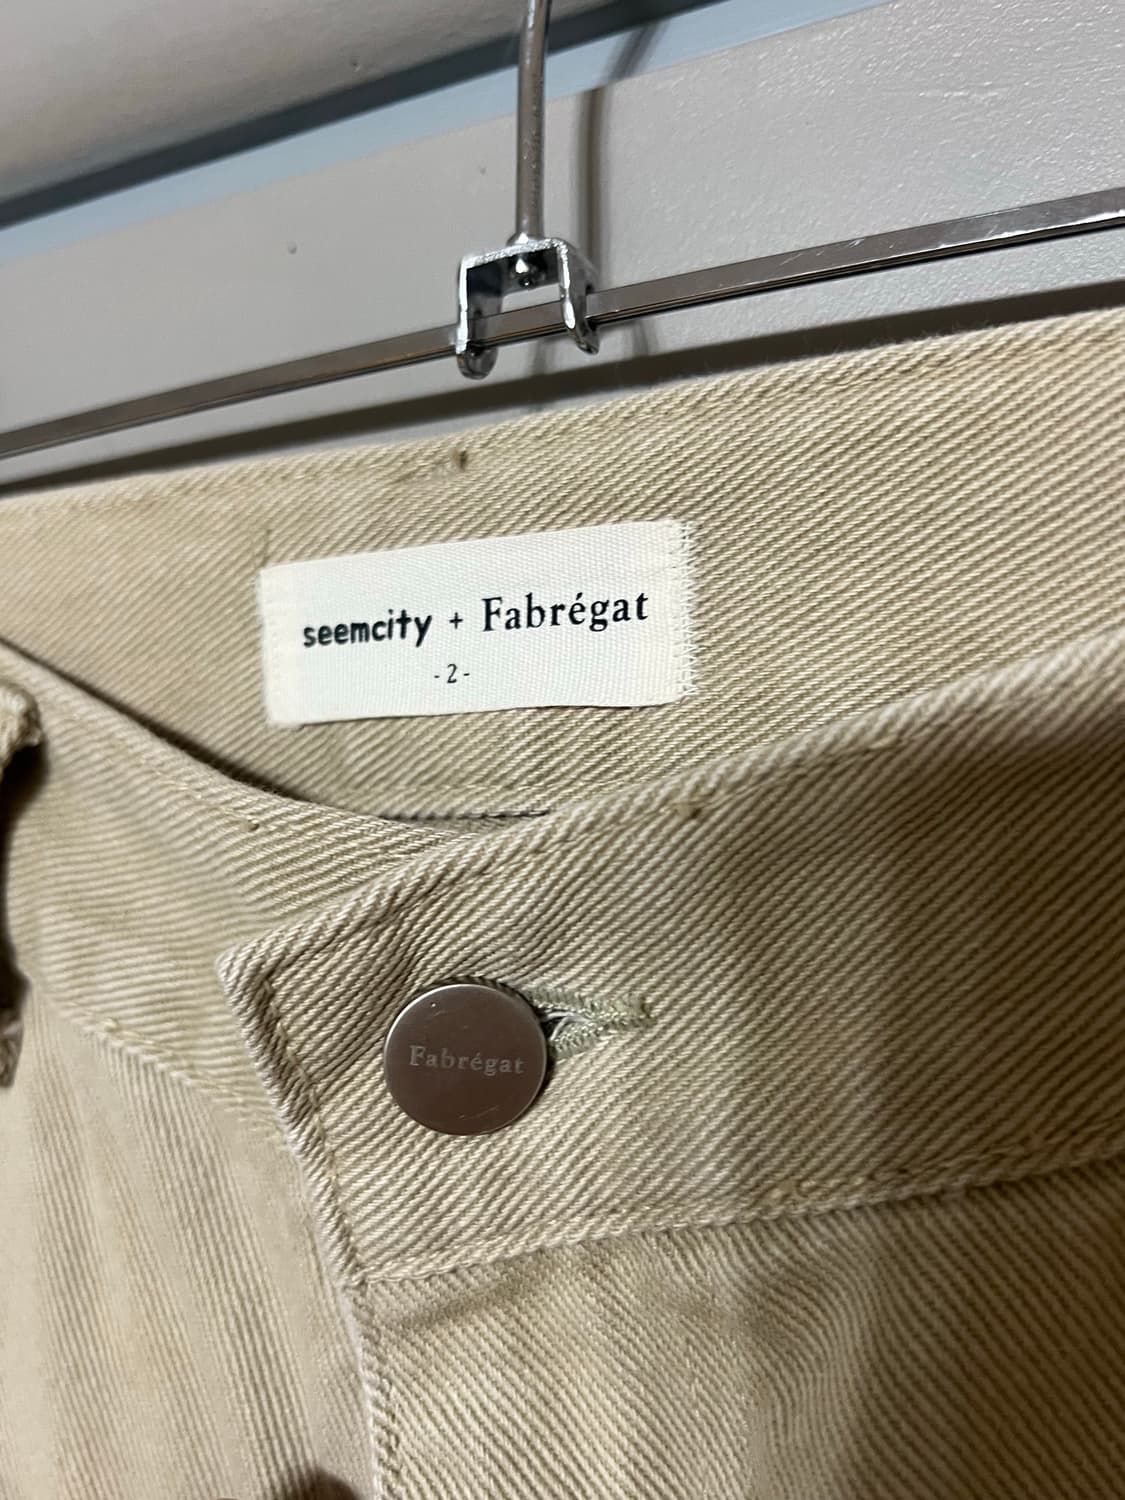 seemcity + Fabrégat
-2-
Fabrégat